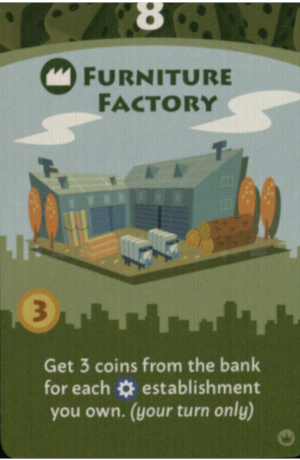 8
FURNITURE
FACTORY
3
Get 3 coins from the bank
for each establishment
you own. (your turn only)